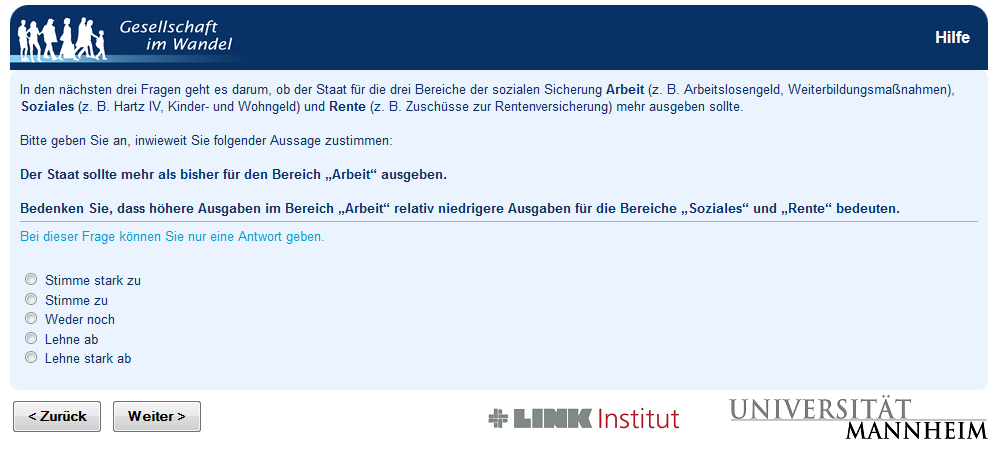 Gesellschaft
im Wandel
Hilfe
In den nächsten drei Fragen geht es darum, ob der Staat für die drei Bereiche der sozialen Sicherung Arbeit (z. B. Arbeitslosengeld, Weiterbildungsmaßnahmen),
Soziales (z. B. Hartz IV, Kinder- und Wohngeld) und Rente (z. B. Zuschüsse zur Rentenversicherung) mehr ausgeben sollte.
Bitte geben Sie an, inwieweit Sie folgender Aussage zustimmen:
Der Staat sollte mehr als bisher für den Bereich „Arbeit“ ausgeben.
Bedenken Sie, dass höhere Ausgaben im Bereich „Arbeit“ relativ niedrigere Ausgaben für die Bereiche „Soziales“ und „Rente“ bedeuten.
Bei dieser Frage können Sie nur eine Antwort geben.
Stimme stark zu
Stimme zu
Weder noch
Lehne ab
Lehne stark ab
< Zurück
Weiter >
LINK Institut
UNIVERSITÄT
MANNHEIM